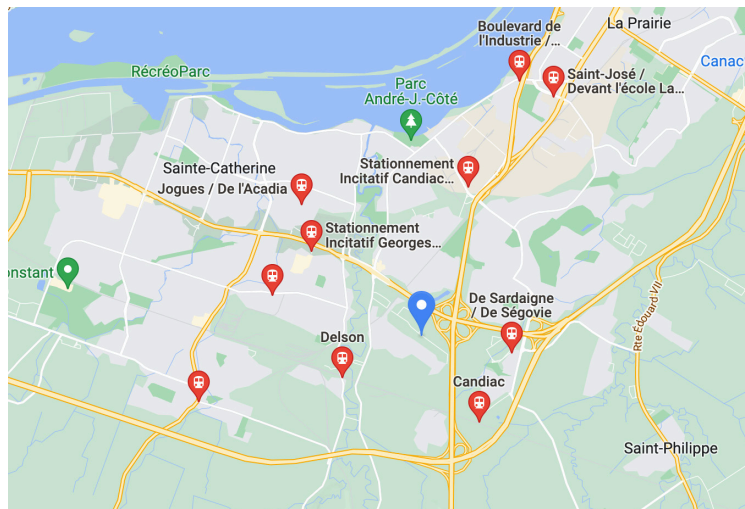 Boulevard de
l'Industrie /...
La Prairie
Canac
RécréoParc
Saint-José /
Devant l'école La...
Parc
André-J.-Côté
Sainte-Catherine
Jogues / De l'Acadia
Stationnement
Incitatif Candiac...
Stationnement
Incitatif Georges...
onstant
De Sardaigne
/ De Ségovie
Rte Édouard VII
Delson
Candiac
Saint-Philippe